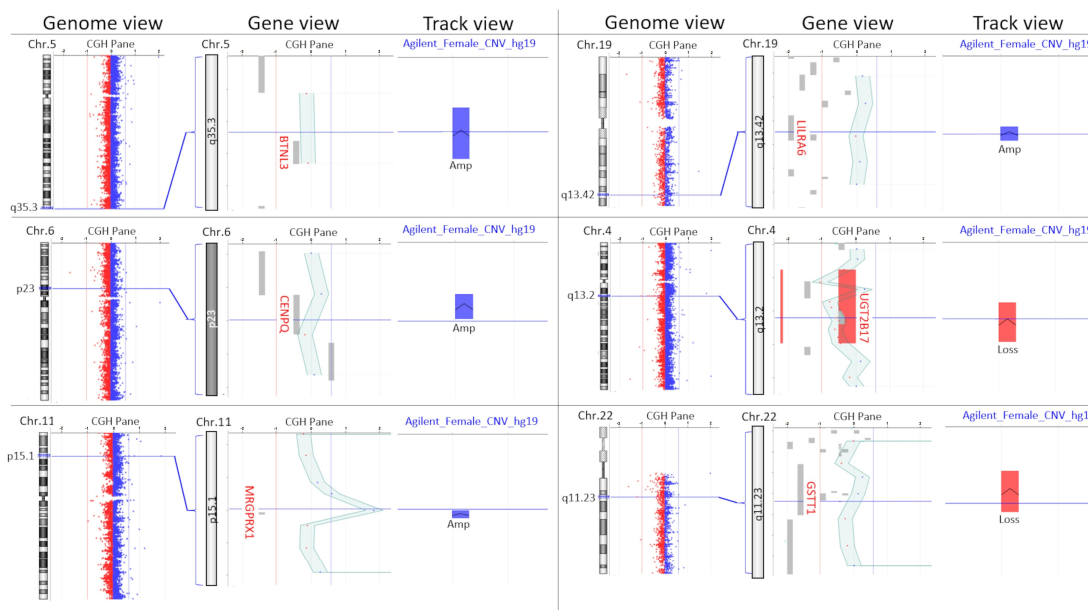 Genome view Gene view Track view
Chr.5 CGH Pane Chr.5 CGH Pane Agilent_Female_CNV_hg19
q35.3
BTNL3
Amp
q35.3
Chr.6 CGH Pane Chr.6 CGH Pane Agilent_Female_CNV_hg19
p23
p23
CENPQ
Amp
Chr.11 CGH Pane Chr.11 CGH Pane Agilent_Female_CNV_hg19
p15.1
p15.1
MRGPRX1
Amp
Genome view Gene view Track view
Chr.19 CGH Pane Chr.19 CGH Pane Agilent_Female_CNV_hg19
q13.42
LILRA6
Amp
q13.42
Chr.4 CGH Pane Chr.4 CGH Pane Agilent_Female_CNV_hg19
q13.2
q13.2
UGT2B17
Loss
Chr.22 CGH Pane Chr.22 CGH Pane Agilent_Female_CNV_hg1
q11.23
q11.23
GSTT1
Loss